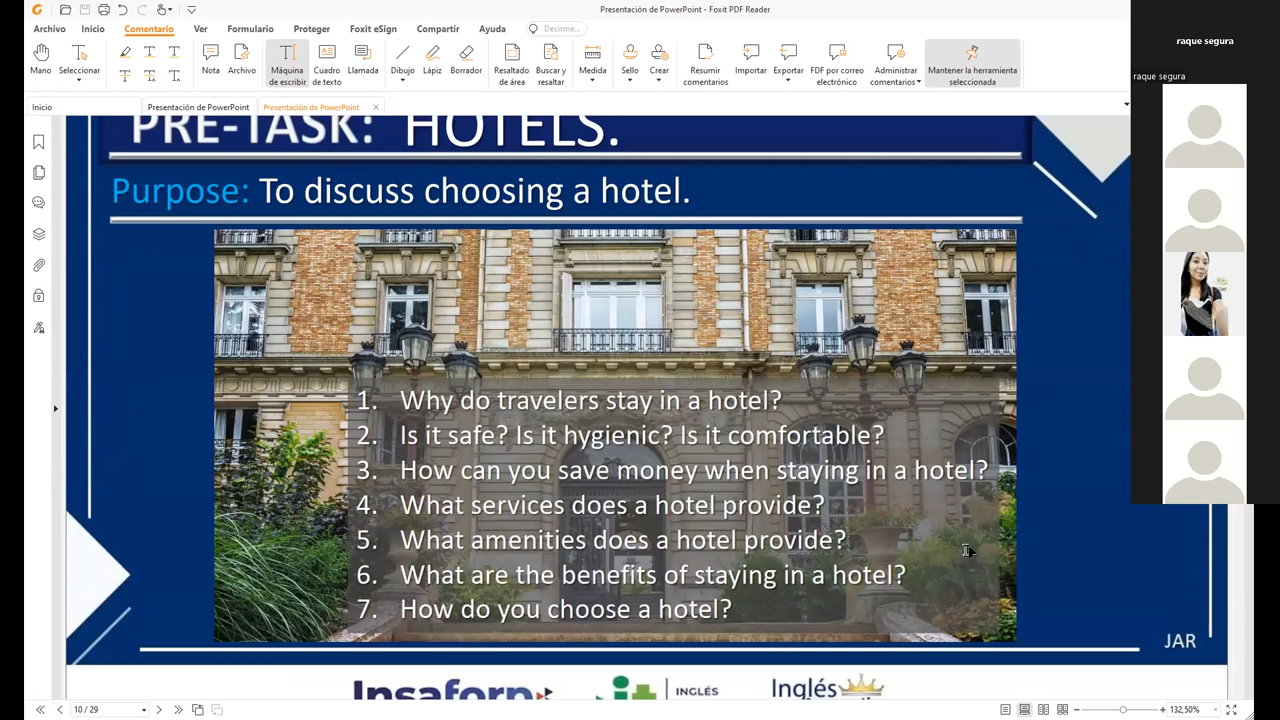 Presentación de PowerPoint - Foxit PDF Reader
Archivo Inicio Comentario Ver Proteger Foxit eSign Compartir Ayuda Decirme...
Mano Seleccionar Nota Archivo Máquina de escribir Cuadro de texto Llamada Dibujo Lápiz Borrador Resaltado de área Buscar y resaltar Medida Sello Crear Resumir comentarios Importar Exportar FDF por correo electrónico Administrar comentarios Mantener la herramienta seleccionada
Inicio Presentación de PowerPoint Presentación de PowerPoint
raque segura
raque segura
PRE-TASK: HOTELS.
Purpose: To discuss choosing a hotel.
1. Why do travelers stay in a hotel?
2. Is it safe? Is it hygienic? Is it comfortable?
3. How can you save money when staying in a hotel?
4. What services does a hotel provide?
5. What amenities does a hotel provide?
6. What are the benefits of staying in a hotel?
7. How do you choose a hotel?
JAR
Insaforp INGLÉS Inglés
10 / 29 132,50%